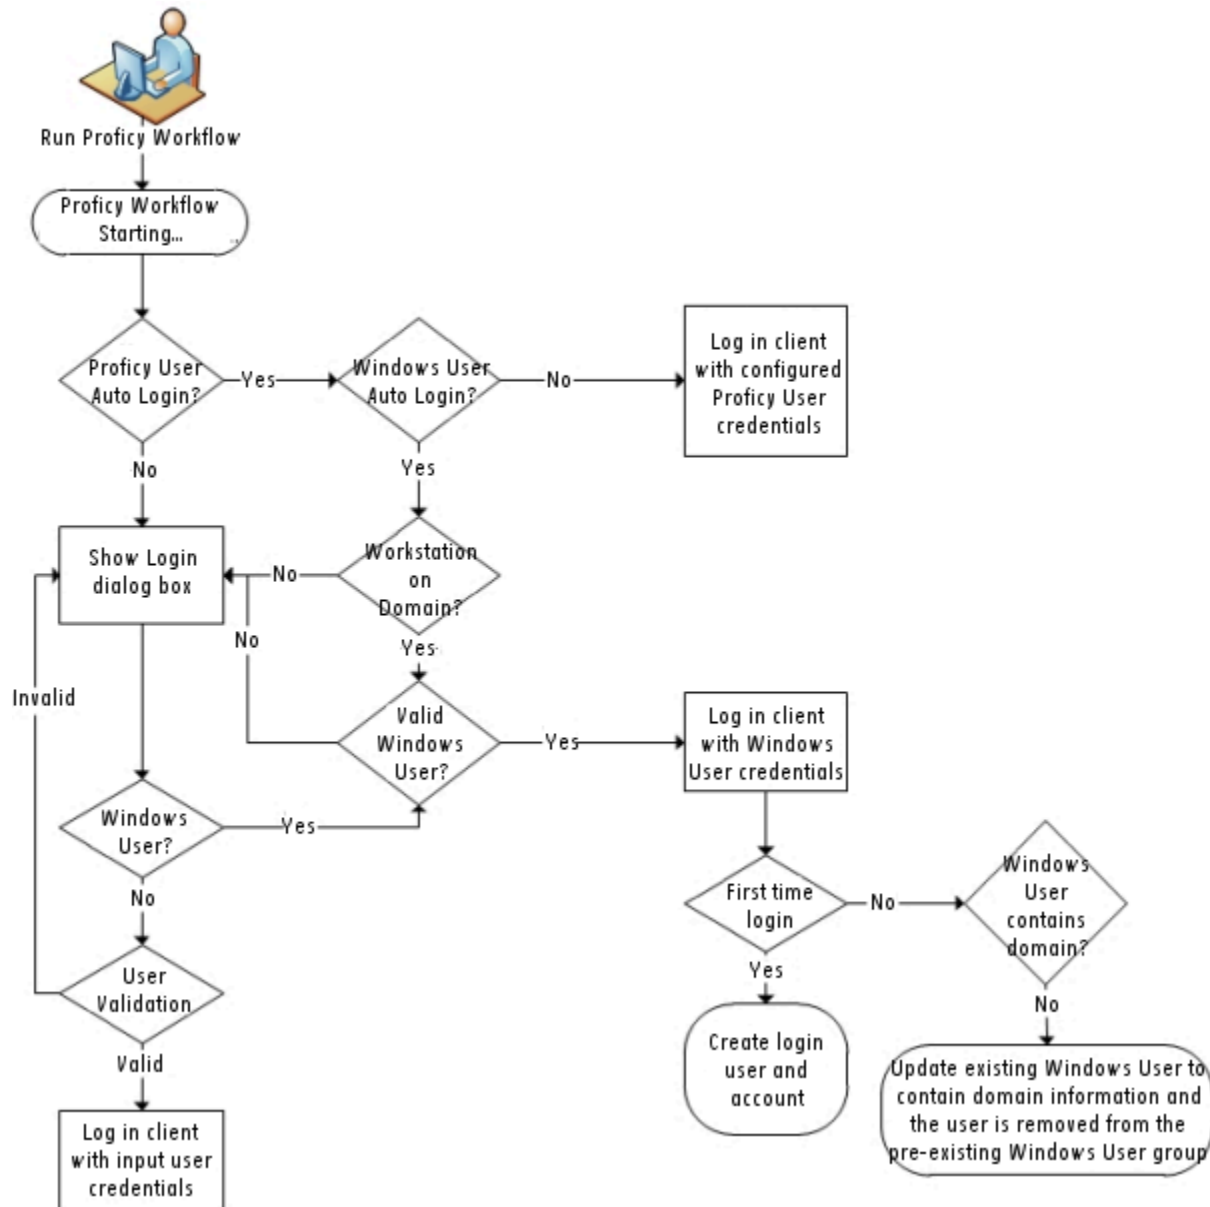 Run Proficy Workflow
Proficy Workflow
Starting...
Proficy User
Auto Login?
Yes
Windows User
Auto Login?
No
Log in client
with configured
Proficy User
credentials
No
Yes
Show Login
dialog box
No
Workstation
on
Domain?
No
Yes
Invalid
Valid
Windows
User?
Yes
Log in client
with Windows
User credentials
Windows
User?
Yes
No
First time
login
No
Windows
User
contains
domain?
User
Validation
Yes
No
Valid
Create login
user and
account
Update existing Windows User to
contain domain information and
the user is removed from the
pre-existing Windows User group
Log in client
with input user
credentials